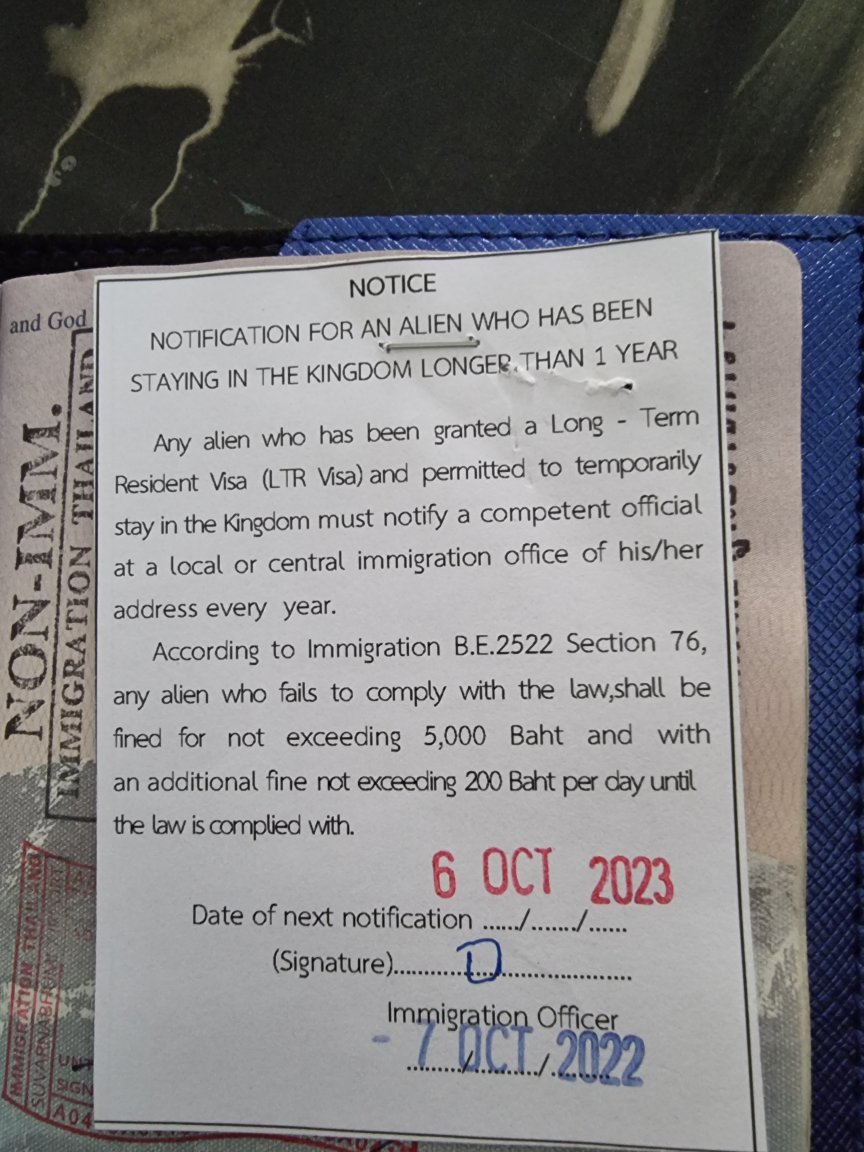 NOTICE
NOTIFICATION FOR AN ALIEN WHO HAS BEEN
STAYING IN THE KINGDOM LONGER THAN 1 YEAR
Any alien who has been granted a Long - Term
Resident Visa (LTR Visa) and permitted to temporarily
stay in the Kingdom must notify a competent official
at a local or central immigration office of his/her
address every year.
According to Immigration B.E.2522 Section 76,
any alien who fails to comply with the law,shall be
fined for not exceeding 5,000 Baht and with
an additional fine not exceeding 200 Baht per day until
the law is complied with.
6 OCT 2023
Date of next notification ....../......./......
(Signature)..................................
Immigration Officer
- 7 OCT 2022
and God
NON-IMM.
IMMIGRATION THAILAND
IMMIGRATION THAILAND
SIGN
A04